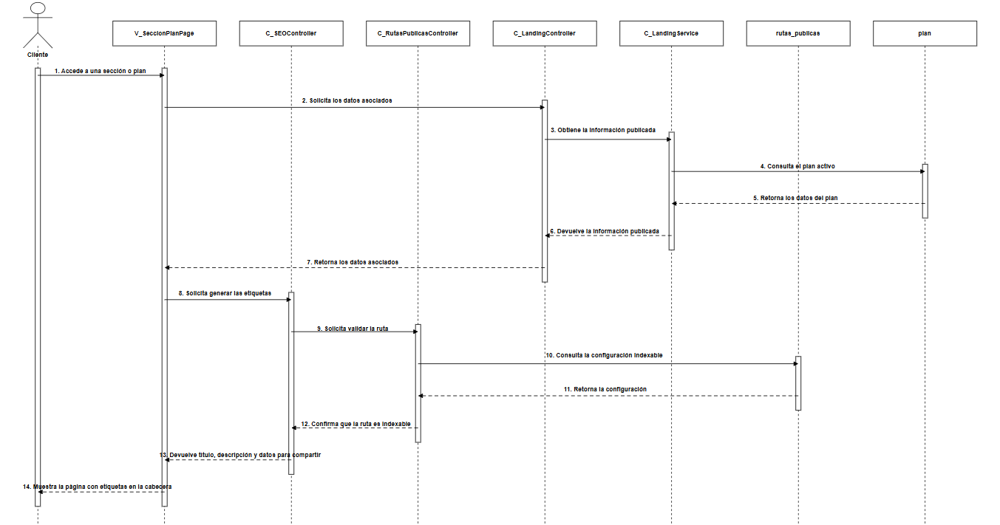 V_SeccionPlanPage
C_SEOController
C_RutasPublicasController
C_LandingController
C_LandingService
rutas_publicas
plan
Cliente
1. Accede a una sección o plan
2. Solicita los datos asociados
3. Obtiene la información publicada
4. Consulta el plan activo
5. Retorna los datos del plan
6. Devuelve la información publicada
7. Retorna los datos asociados
8. Solicita generar las etiquetas
9. Solicita validar la ruta
10. Consulta la configuración indexable
11. Retorna la configuración
12. Confirma que la ruta es indexable
13. Devuelve título, descripción y datos para compartir
14. Muestra la página con etiquetas en la cabecera